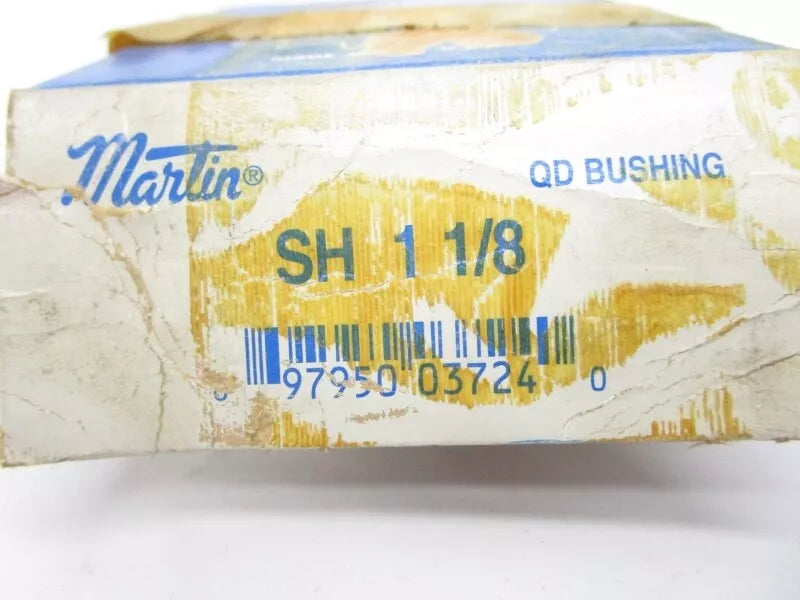 Martin® QD BUSHING
SH 1 1/8
97950 03724 0